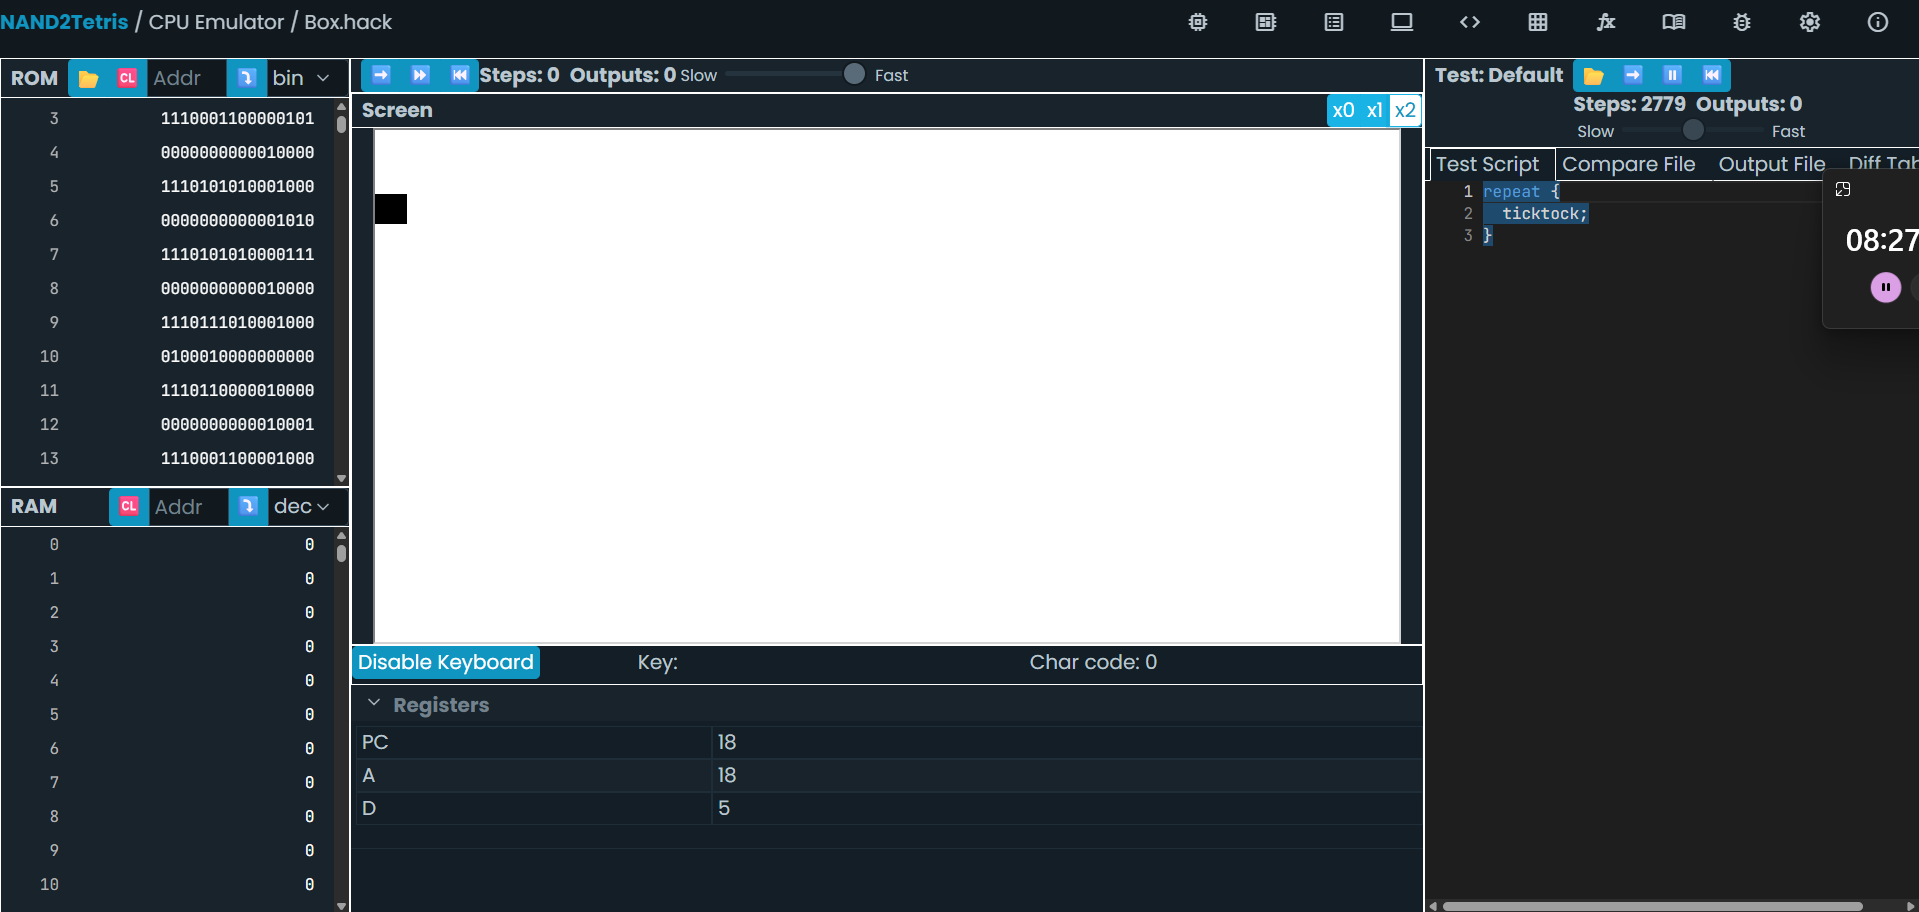 NAND2Tetris / CPU Emulator / Box.hack
ROM CL Addr bin
3 1110001100000101
4 0000000000010000
5 1110101010001000
6 0000000000001010
7 1110101010000111
8 0000000000010000
9 1110111010001000
10 0100010000000000
11 1110110000010000
12 0000000000010001
13 1110001100001000
RAM CL Addr dec
0 0
1 0
2 0
3 0
4 0
5 0
6 0
7 0
8 0
9 0
10 0
Steps: 0 Outputs: 0 Slow Fast
Screen x0 x1 x2
Disable Keyboard Key: Char code: 0
Registers
PC 18
A 18
D 5
Test: Default
Steps: 2779 Outputs: 0
Slow Fast
Test Script Compare File Output File Diff Tab
1 repeat {
2 ticktock;
3 }
08:27